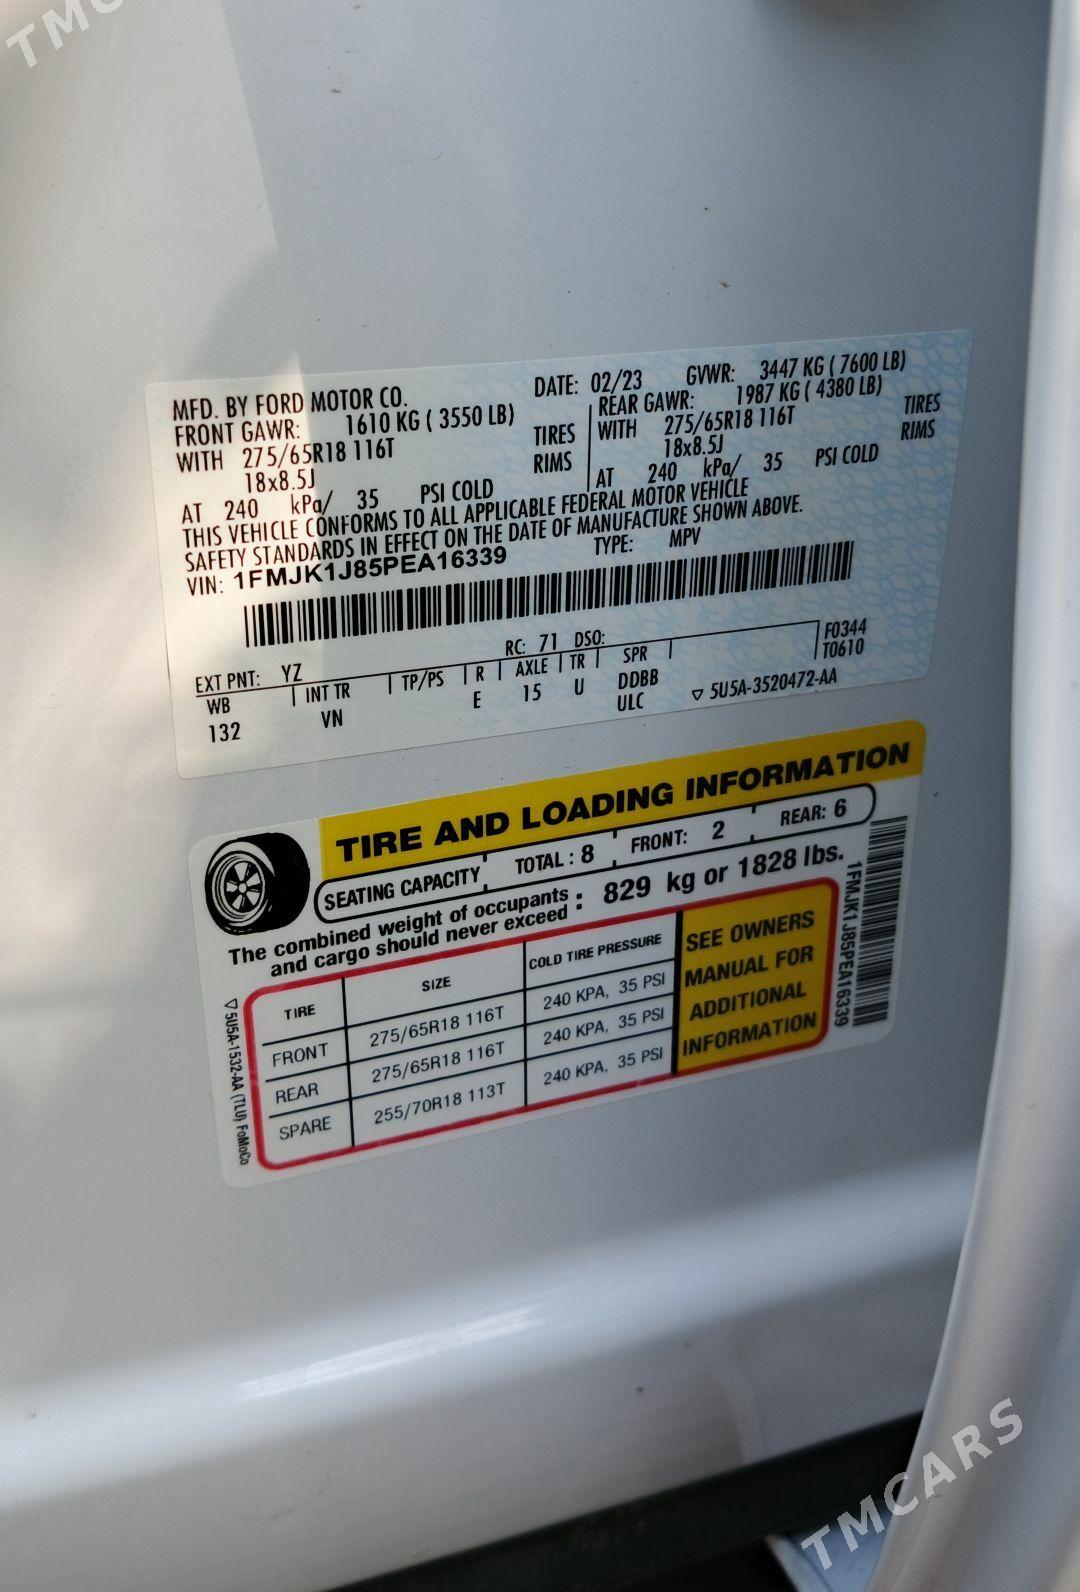 TMC
MFD. BY FORD MOTOR CO. DATE: 02/23 GVWR: 3447 KG ( 7600 LB)
FRONT GAWR: 1610 KG ( 3550 LB) REAR GAWR: 1987 KG ( 4380 LB)
WITH 275/65R18 116T TIRES WITH 275/65R18 116T TIRES
18x8.5J RIMS 18x8.5J RIMS
AT 240 kPa/ 35 PSI COLD AT 240 kPa/ 35 PSI COLD
THIS VEHICLE CONFORMS TO ALL APPLICABLE FEDERAL MOTOR VEHICLE
SAFETY STANDARDS IN EFFECT ON THE DATE OF MANUFACTURE SHOWN ABOVE.
VIN: 1FMJK1J85PEA16339 TYPE: MPV
EXT PNT: YZ RC: 71 DSO: F0344
WB INT TR TP/PS R AXLE TR SPR T0610
132 VN E 15 U DDBB
ULC ▽ 5U5A-3520472-AA
TIRE AND LOADING INFORMATION
SEATING CAPACITY TOTAL : 8 FRONT: 2 REAR: 6
The combined weight of occupants
and cargo should never exceed : 829 kg or 1828 lbs.
TIRE SIZE COLD TIRE PRESSURE
FRONT 275/65R18 116T 240 KPA, 35 PSI
REAR 275/65R18 116T 240 KPA, 35 PSI
SPARE 255/70R18 113T 240 KPA, 35 PSI
SEE OWNERS
MANUAL FOR
ADDITIONAL
INFORMATION
1FMJK1J85PEA16339
▽ 5U5A-1532-AA (TLU) FoMoCo
TMCARS